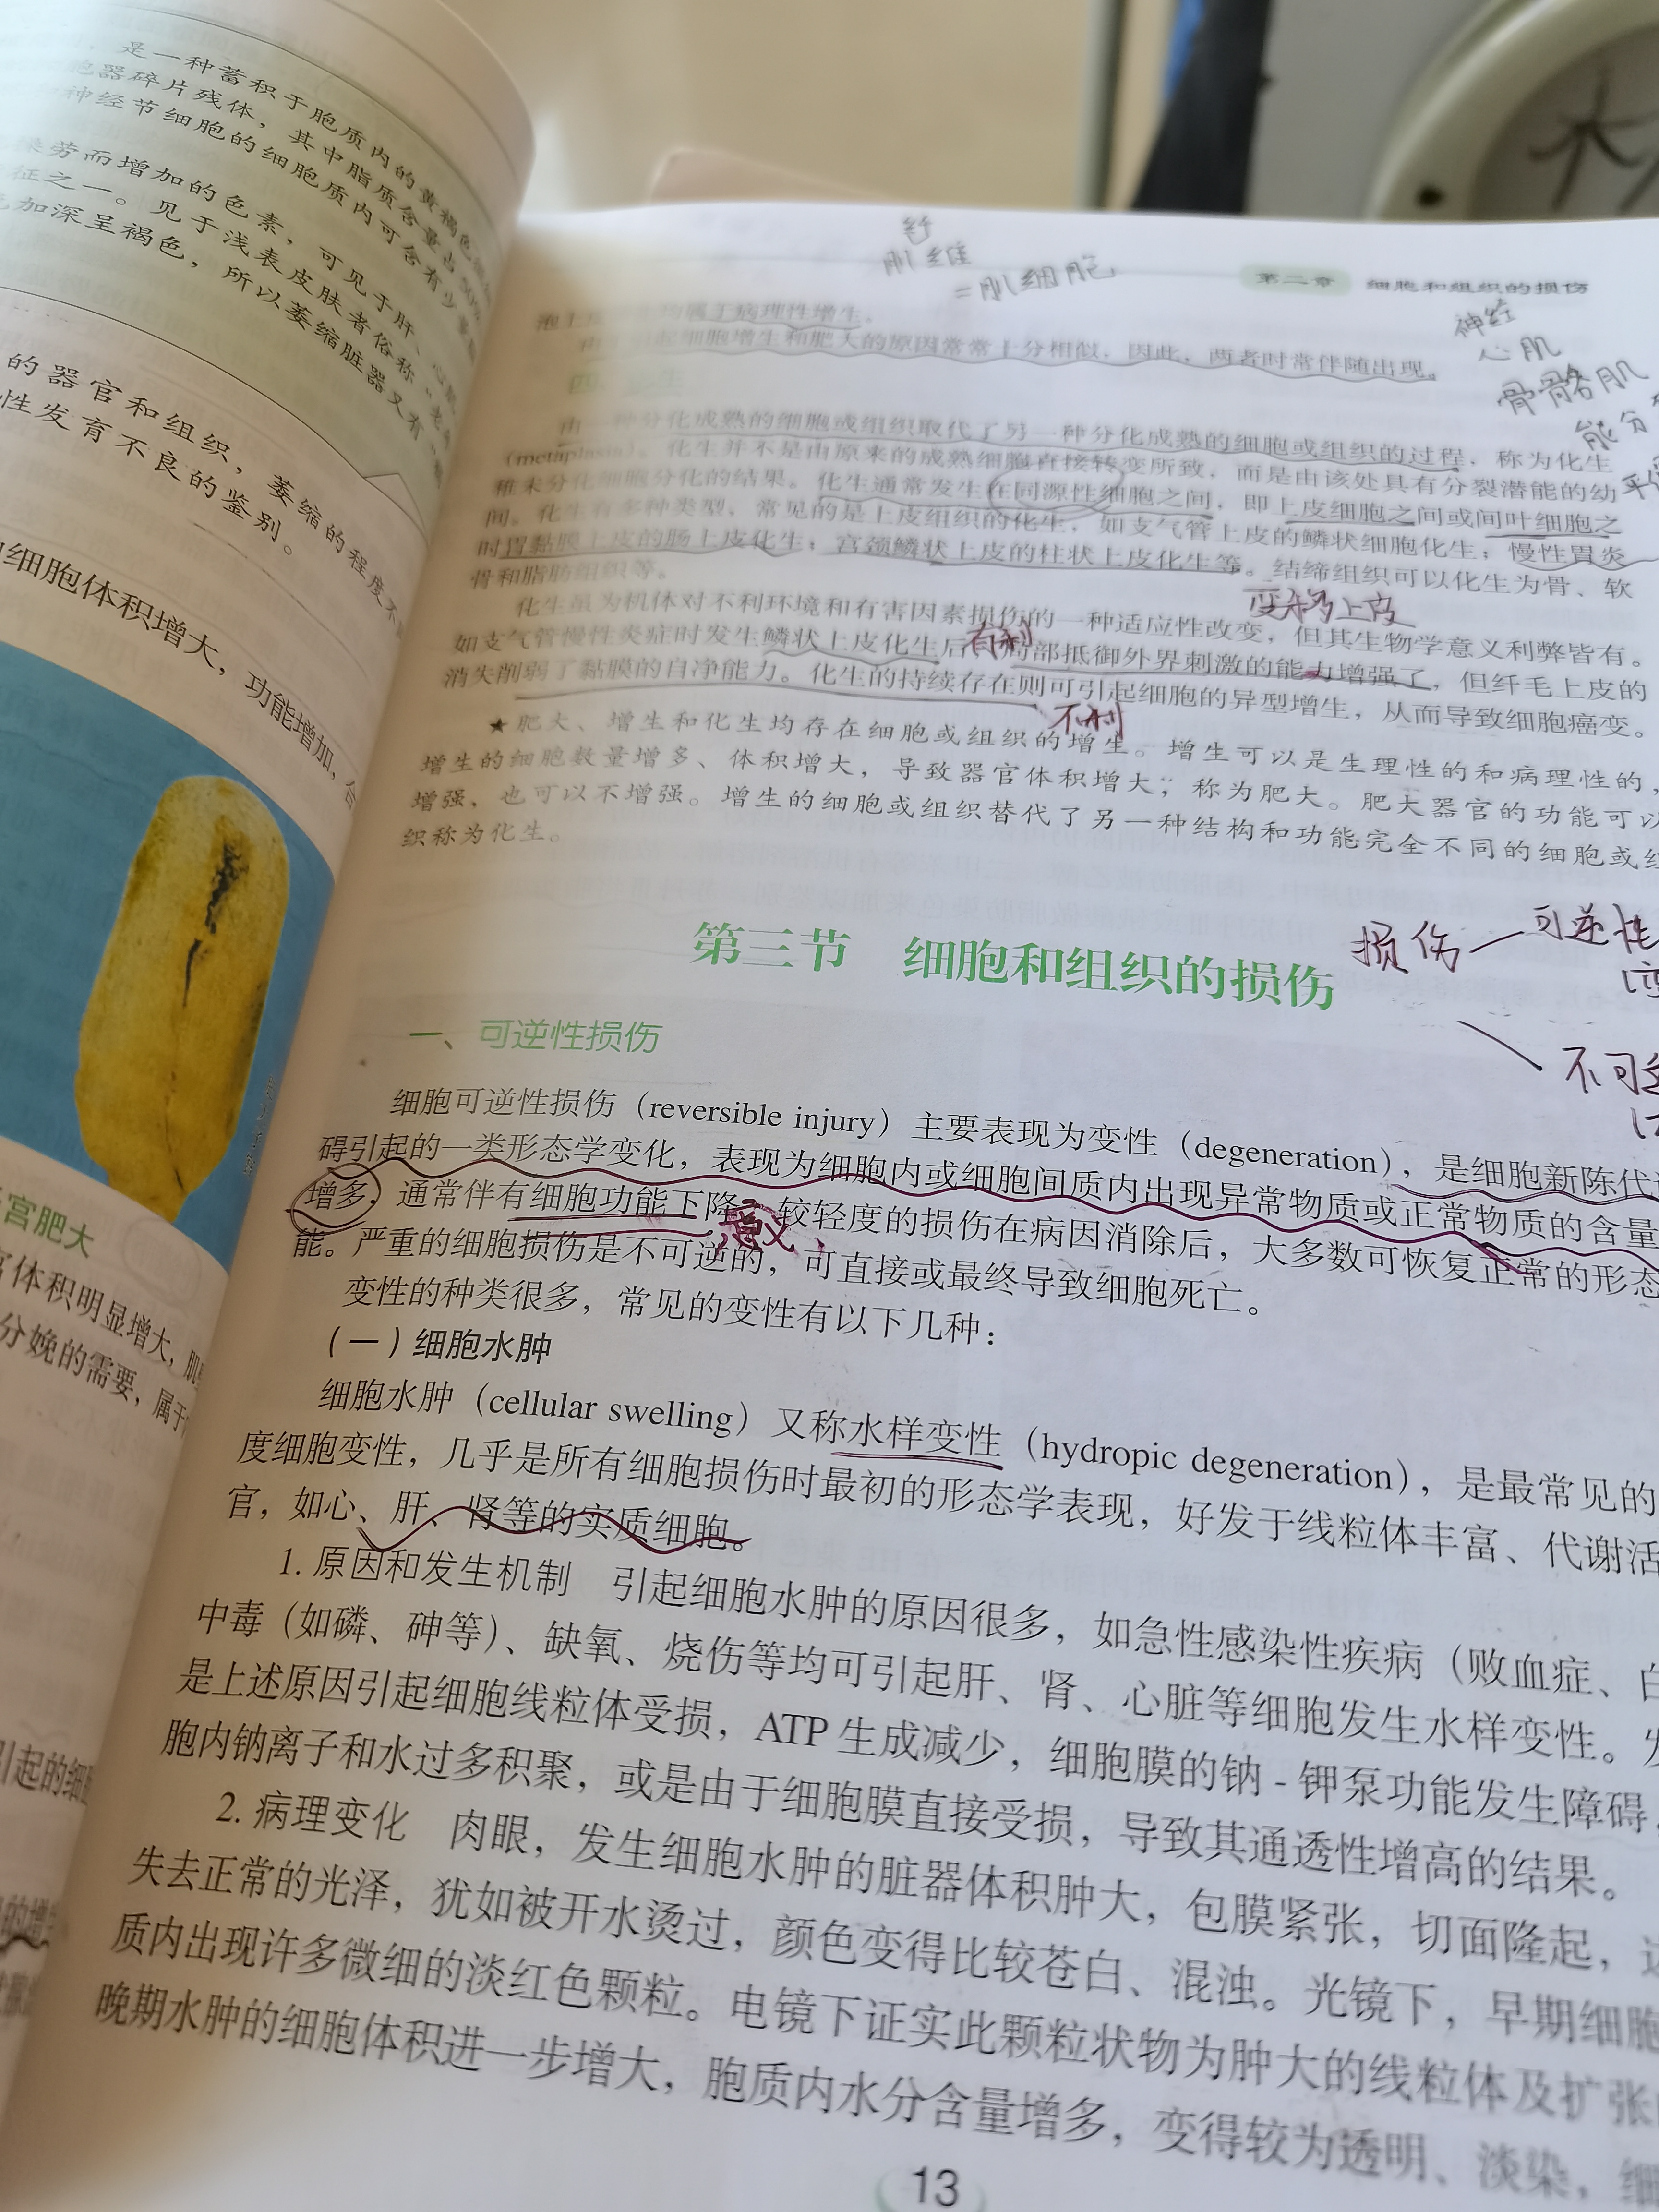 是一种蓄积于胞质内的黄褐色
胞器碎片残体，其中脂质含量占50%
神经节细胞的细胞质内可含有少量
劳而增加的色素，可见于肝、心
征之一。见于浅表皮肤者俗称“老
加深呈褐色，所以萎缩脏器又有
的器官和组织，萎缩的程度不
性发育不良的鉴别。
细胞体积增大，功能增加，合
宫肥大
体积明显增大，肌
分娩的需要，属于
引起的细
的增
纾
肌维
=肌细胞
第二章 细胞和组织的损伤
神经
心肌
骨骼肌
能分
属于病理性增生。
起细胞增生和肥大的原因常常十分相似，因此，两者时常伴随出现。
四、
由一种分化成熟的细胞或组织取代了另一种分化成熟的细胞或组织的过程，称为化生
（metaplasia）。化生并不是由原来的成熟细胞直接转变所致，而是由该处具有分裂潜能的幼
稚未分化细胞分化的结果。化生通常发生在同源性细胞之间，即上皮细胞之间或间叶细胞之
间。化生有多种类型，常见的是上皮组织的化生，如支气管上皮的鳞状细胞化生；慢性胃炎
时胃黏膜上皮的肠上皮化生；宫颈鳞状上皮的柱状上皮化生等。结缔组织可以化生为骨、软
骨和脂肪组织等。
变移上皮
化生虽为机体对不利环境和有害因素损伤的一种适应性改变，但其生物学意义利弊皆有。
有利
如支气管慢性炎症时发生鳞状上皮化生后，局部抵御外界刺激的能力增强了，但纤毛上皮的
消失削弱了黏膜的自净能力。化生的持续存在则可引起细胞的异型增生，从而导致细胞癌变。
不利
★肥大、增生和化生均存在细胞或组织的增生。增生可以是生理性的和病理性的，
增生的细胞数量增多、体积增大，导致器官体积增大；称为肥大。肥大器官的功能可以
增强、也可以不增强。增生的细胞或组织替代了另一种结构和功能完全不同的细胞或组
织称为化生。
第三节 细胞和组织的损伤
损伤—可逆性
不可逆
一、可逆性损伤
细胞可逆性损伤（reversible injury）主要表现为变性（degeneration），是细胞新陈代谢
碍引起的一类形态学变化，表现为细胞内或细胞间质内出现异常物质或正常物质的含量
增多，通常伴有细胞功能下降。较轻度的损伤在病因消除后，大多数可恢复正常的形态
意义
能。严重的细胞损伤是不可逆的，可直接或最终导致细胞死亡。
变性的种类很多，常见的变性有以下几种：
（一）细胞水肿
细胞水肿（cellular swelling）又称水样变性（hydropic degeneration），是最常见的
度细胞变性，几乎是所有细胞损伤时最初的形态学表现，好发于线粒体丰富、代谢活
官，如心、肝、肾等的实质细胞。
1. 原因和发生机制 引起细胞水肿的原因很多，如急性感染性疾病（败血症、白
中毒（如磷、砷等）、缺氧、烧伤等均可引起肝、肾、心脏等细胞发生水样变性。发
是上述原因引起细胞线粒体受损，ATP 生成减少，细胞膜的钠 - 钾泵功能发生障碍，
胞内钠离子和水过多积聚，或是由于细胞膜直接受损，导致其通透性增高的结果。
2. 病理变化 肉眼，发生细胞水肿的脏器体积肿大，包膜紧张，切面隆起，边
失去正常的光泽，犹如被开水烫过，颜色变得比较苍白、混浊。光镜下，早期细胞
质内出现许多微细的淡红色颗粒。电镜下证实此颗粒状物为肿大的线粒体及扩张
晚期水肿的细胞体积进一步增大，胞质内水分含量增多，变得较为透明、淡染，细
13